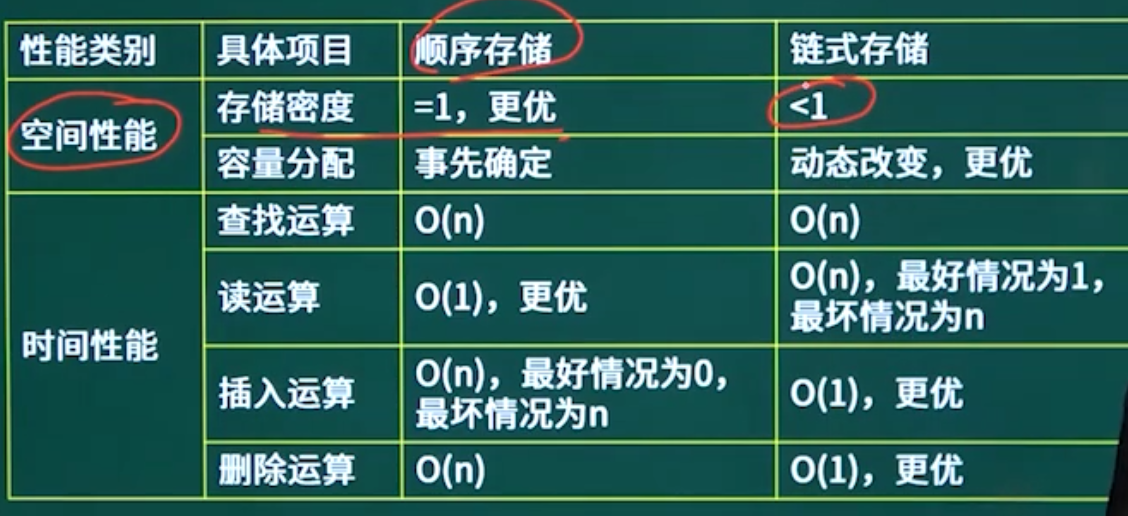 性能类别 具体项目 顺序存储 链式存储
空间性能 存储密度 =1，更优 <1
容量分配 事先确定 动态改变，更优
时间性能 查找运算 O(n) O(n)
读运算 O(1)，更优 O(n)，最好情况为1，
最坏情况为n
插入运算 O(n)，最好情况为0，
最坏情况为n O(1)，更优
删除运算 O(n) O(1)，更优